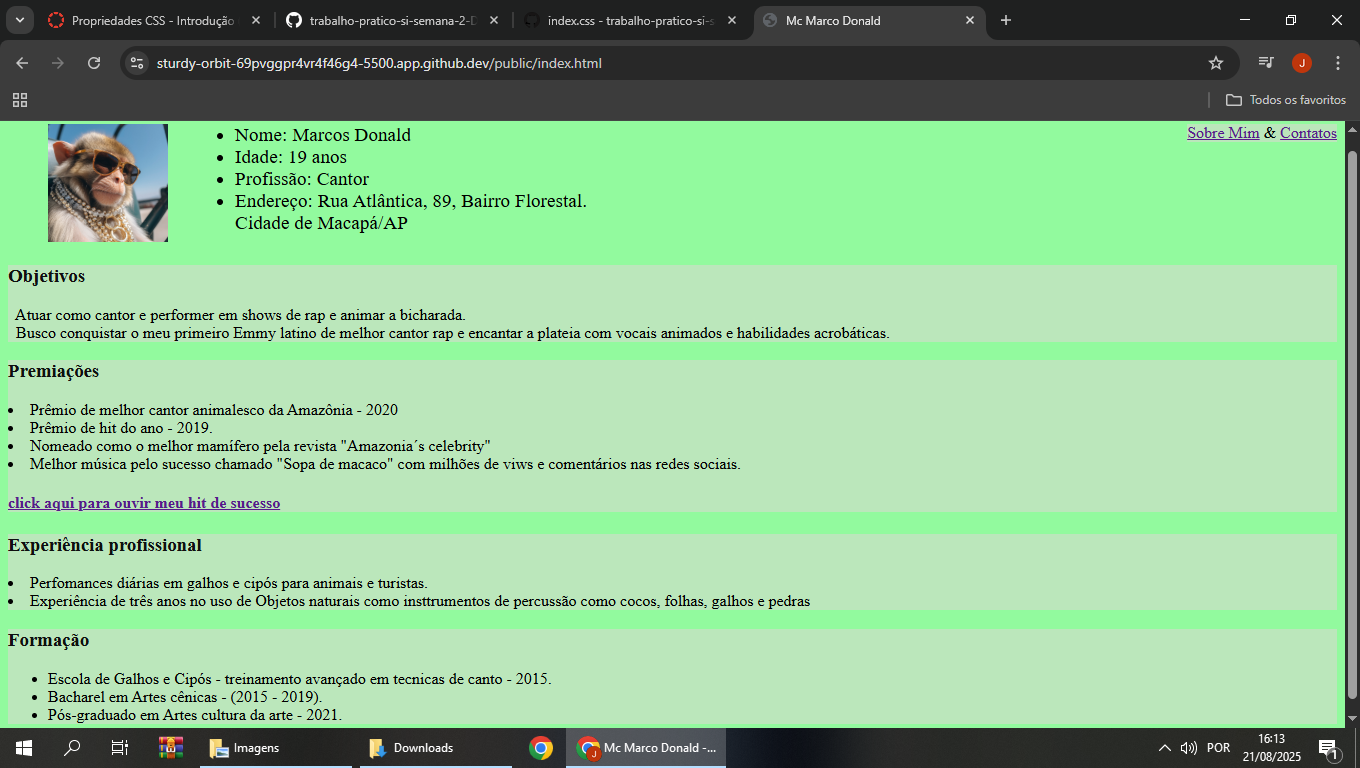 Propriedades CSS - Introdução
trabalho-pratico-si-semana-2-D
index.css - trabalho-pratico-si-s
Mc Marco Donald
sturdy-orbit-69pvggpr4vr4f46g4-5500.app.github.dev/public/index.html
J
Todos os favoritos
Nome: Marcos Donald
Sobre Mim & Contatos
Idade: 19 anos
Profissão: Cantor
Endereço: Rua Atlântica, 89, Bairro Florestal.
Cidade de Macapá/AP
Objetivos
Atuar como cantor e performer em shows de rap e animar a bicharada.
Busco conquistar o meu primeiro Emmy latino de melhor cantor rap e encantar a plateia com vocais animados e habilidades acrobáticas.
Premiações
Prêmio de melhor cantor animalesco da Amazônia - 2020
Prêmio de hit do ano - 2019.
Nomeado como o melhor mamífero pela revista "Amazonia´s celebrity"
Melhor música pelo sucesso chamado "Sopa de macaco" com milhões de viws e comentários nas redes sociais.
click aqui para ouvir meu hit de sucesso
Experiência profissional
Perfomances diárias em galhos e cipós para animais e turistas.
Experiência de três anos no uso de Objetos naturais como insttrumentos de percussão como cocos, folhas, galhos e pedras
Formação
Escola de Galhos e Cipós - treinamento avançado em tecnicas de canto - 2015.
Bacharel em Artes cênicas - (2015 - 2019).
Pós-graduado em Artes cultura da arte - 2021.
Imagens
Downloads
J
Mc Marco Donald -...
POR
16:13
21/08/2025
1